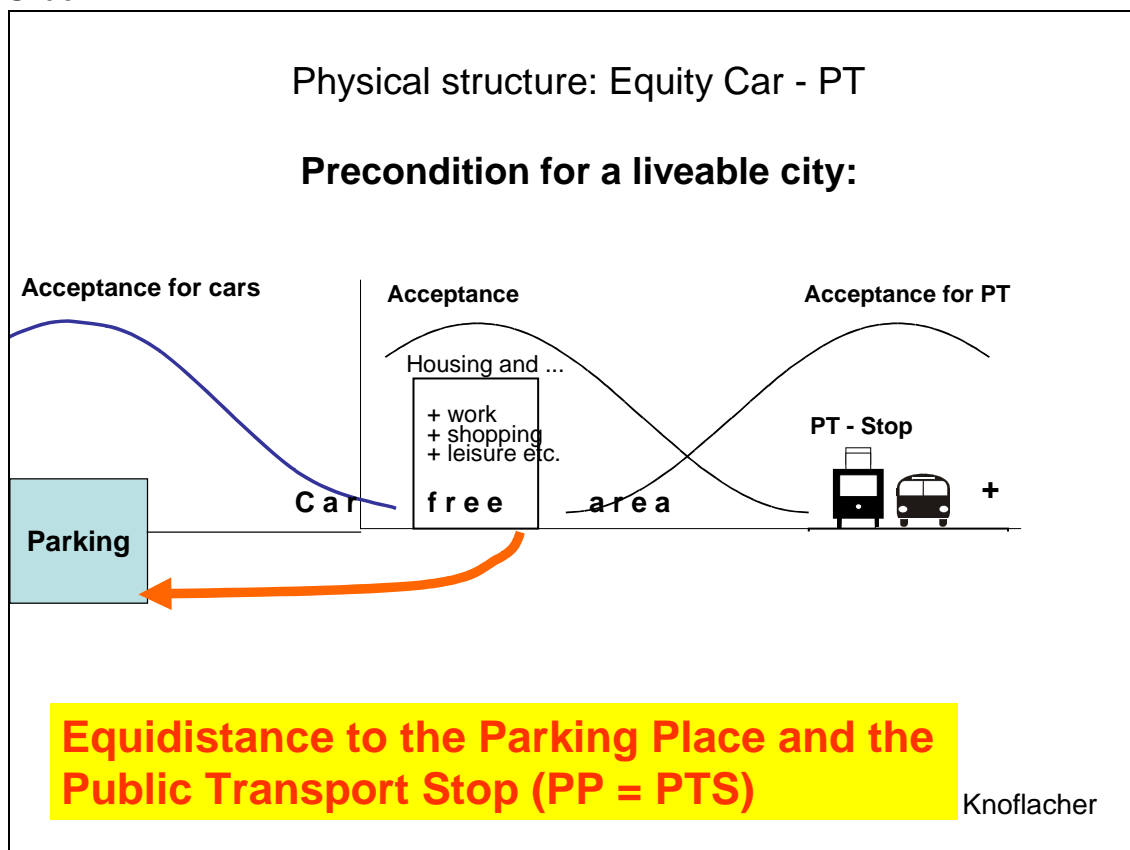 Physical structure: Equity Car - PT
Precondition for a liveable city:
Acceptance for cars
Acceptance
Acceptance for PT
Housing and ...
+ work
+ shopping
+ leisure etc.
PT - Stop
Car free area
+
Parking
Equidistance to the Parking Place and the
Public Transport Stop (PP = PTS)
Knoflacher